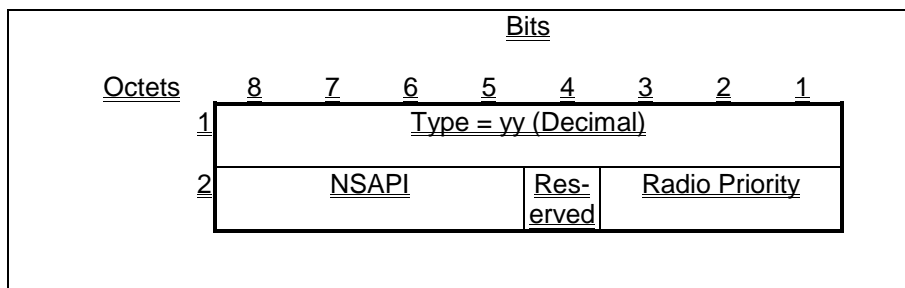 Bits
Octets 8 7 6 5 4 3 2 1
1 Type = yy (Decimal)
2 NSAPI Res- Radio Priority
erved